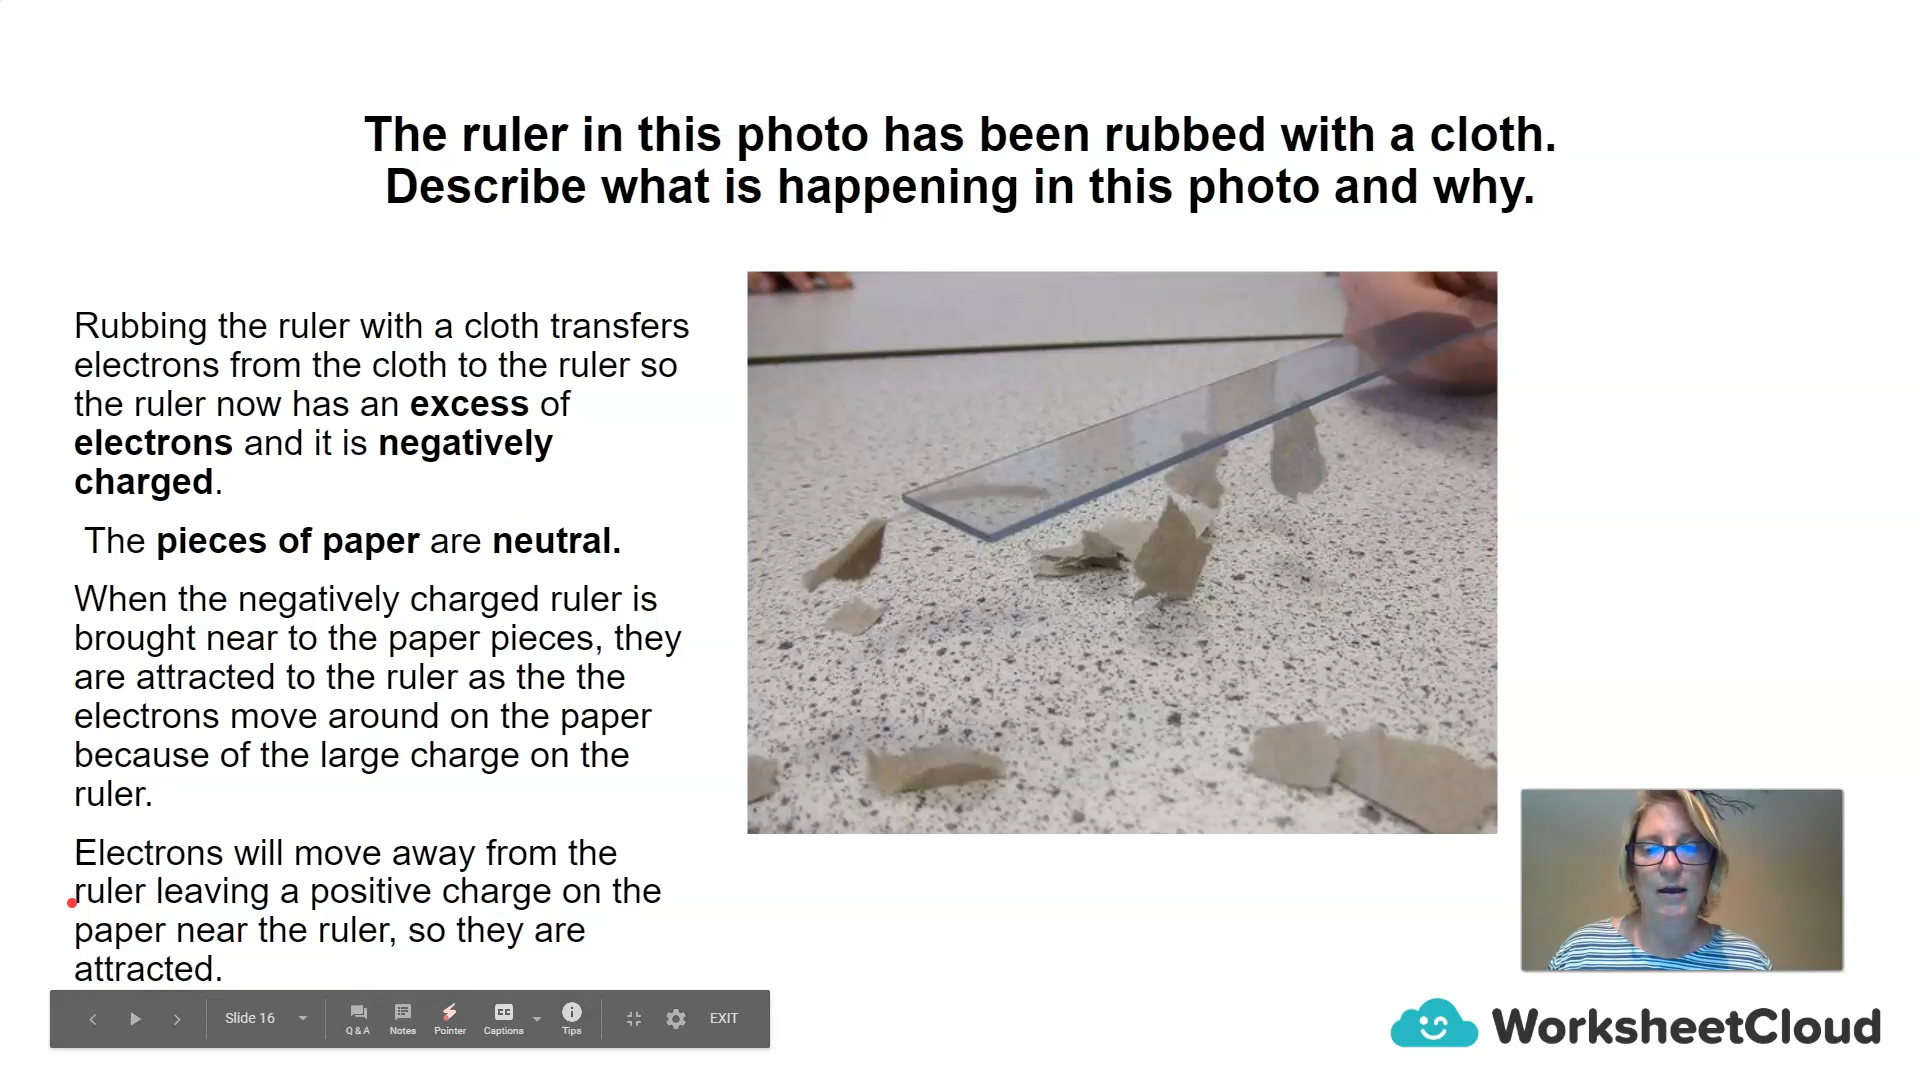 The ruler in this photo has been rubbed with a cloth.
Describe what is happening in this photo and why.
Rubbing the ruler with a cloth transfers
electrons from the cloth to the ruler so
the ruler now has an excess of
electrons and it is negatively
charged.
The pieces of paper are neutral.
When the negatively charged ruler is
brought near to the paper pieces, they
are attracted to the ruler as the the
electrons move around on the paper
because of the large charge on the
ruler.
Electrons will move away from the
ruler leaving a positive charge on the
paper near the ruler, so they are
attracted.
Slide 16
Q & A
Notes
Pointer
CC
Captions
Tips
EXIT
WorksheetCloud